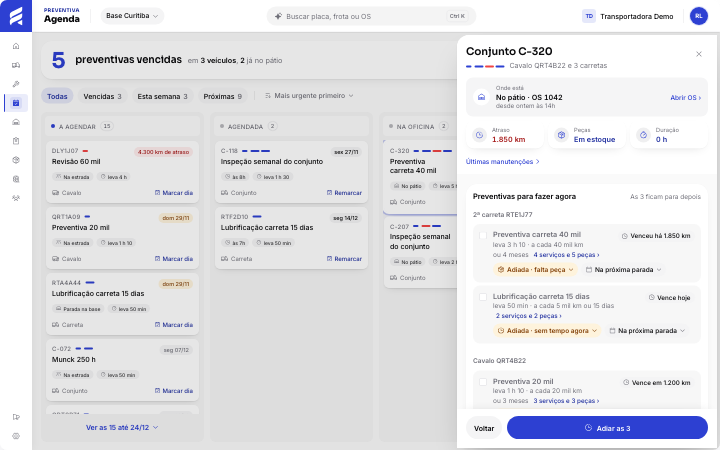 PREVENTIVA
Agenda
Base Curitiba
Buscar placa, frota ou OS
Ctrl K
TD
Transportadora Demo
RL
5 preventivas vencidas em 3 veículos, 2 já no pátio
Todas
Vencidas 3
Esta semana 3
Próximas 9
Mais urgente primeiro
A AGENDAR 15
DLY1J07
4.300 km de atraso
Revisão 60 mil
Na estrada
leva 4 h
Cavalo
Marcar dia
QRT1A09
dom 29/11
Preventiva 20 mil
Na estrada
leva 1 h 10
Cavalo
Marcar dia
RTA4A44
dom 29/11
Lubrificação carreta 15 dias
Parada na base
leva 50 min
Carreta
Marcar dia
C-072
seg 07/12
Munck 250 h
Na estrada
leva 50 min
Conjunto
Marcar dia
Ver as 15 até 24/12
AGENDADA 2
C-118
sex 27/11
Inspeção semanal do conjunto
às 8h
leva 1 h 30
Conjunto
Remarcar
RTF2D10
seg 14/12
Lubrificação carreta 15 dias
às 7h
leva 50 min
Carreta
Remarcar
NA OFICINA 2
C-320
Preventiva
carreta 40 mil
No pátio
leva 3
Conjunto
C-207
Inspeção semanal
do conjunto
No pátio
Conjunto
Conjunto C-320
Cavalo QRT4B22 e 3 carretas
Onde está
No pátio · OS 1042
desde ontem às 14h
Abrir OS ›
Atraso
1.850 km
Peças
Em estoque
Duração
0 h
Últimas manutenções ›
Preventivas para fazer agora
As 3 ficam para depois
2ª carreta RTE1J77
Preventiva carreta 40 mil
Venceu há 1.850 km
leva 3 h 10 · a cada 40 mil km
ou 4 meses 4 serviços e 5 peças ›
Adiada · falta peça
Na próxima parada
Lubrificação carreta 15 dias
Vence hoje
leva 50 min · a cada 5 mil km ou 15 dias
2 serviços e 2 peças ›
Adiada · sem tempo agora
Na próxima parada
Cavalo QRT4B22
Preventiva 20 mil
Vence em 1.200 km
leva 1 h 10 · a cada 20 mil km
ou 3 meses 3 serviços e 3 peças ›
Voltar
Adiar as 3